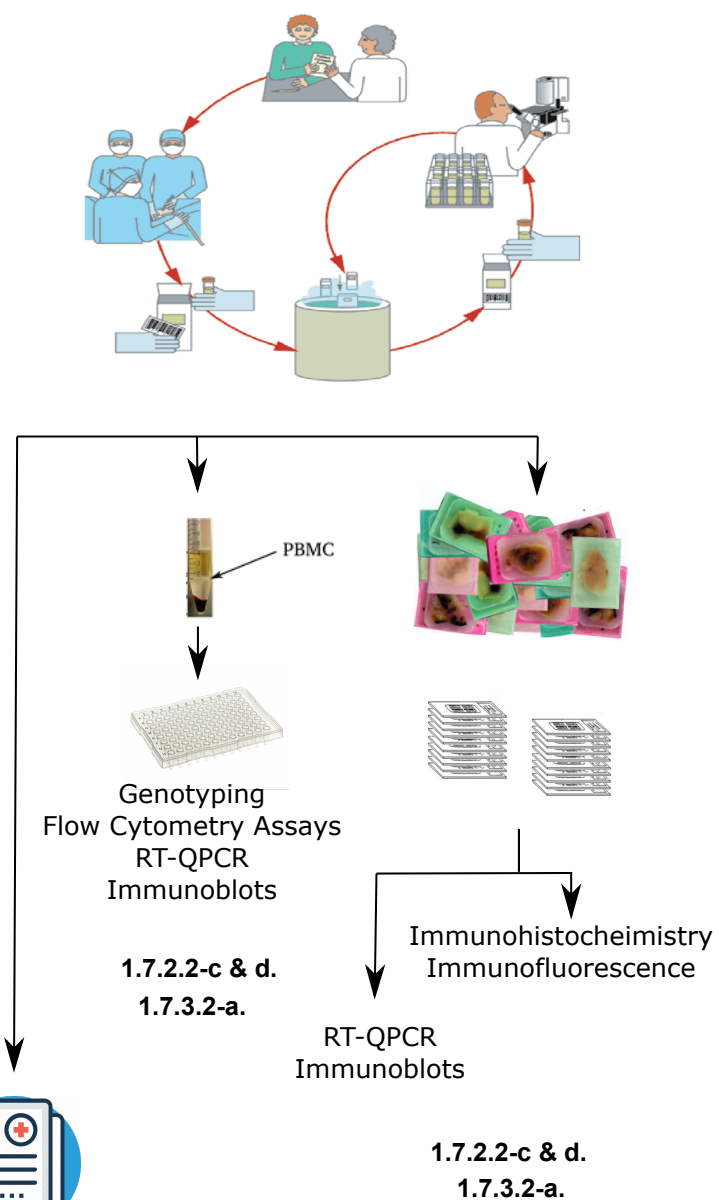 PBMC
Genotyping
Flow Cytometry Assays
RT-QPCR
Immunoblots
1.7.2.2-c & d.
1.7.3.2-a.
Immunohistocheimistry
Immunofluorescence
RT-QPCR
Immunoblots
1.7.2.2-c & d.
1.7.3.2-a.